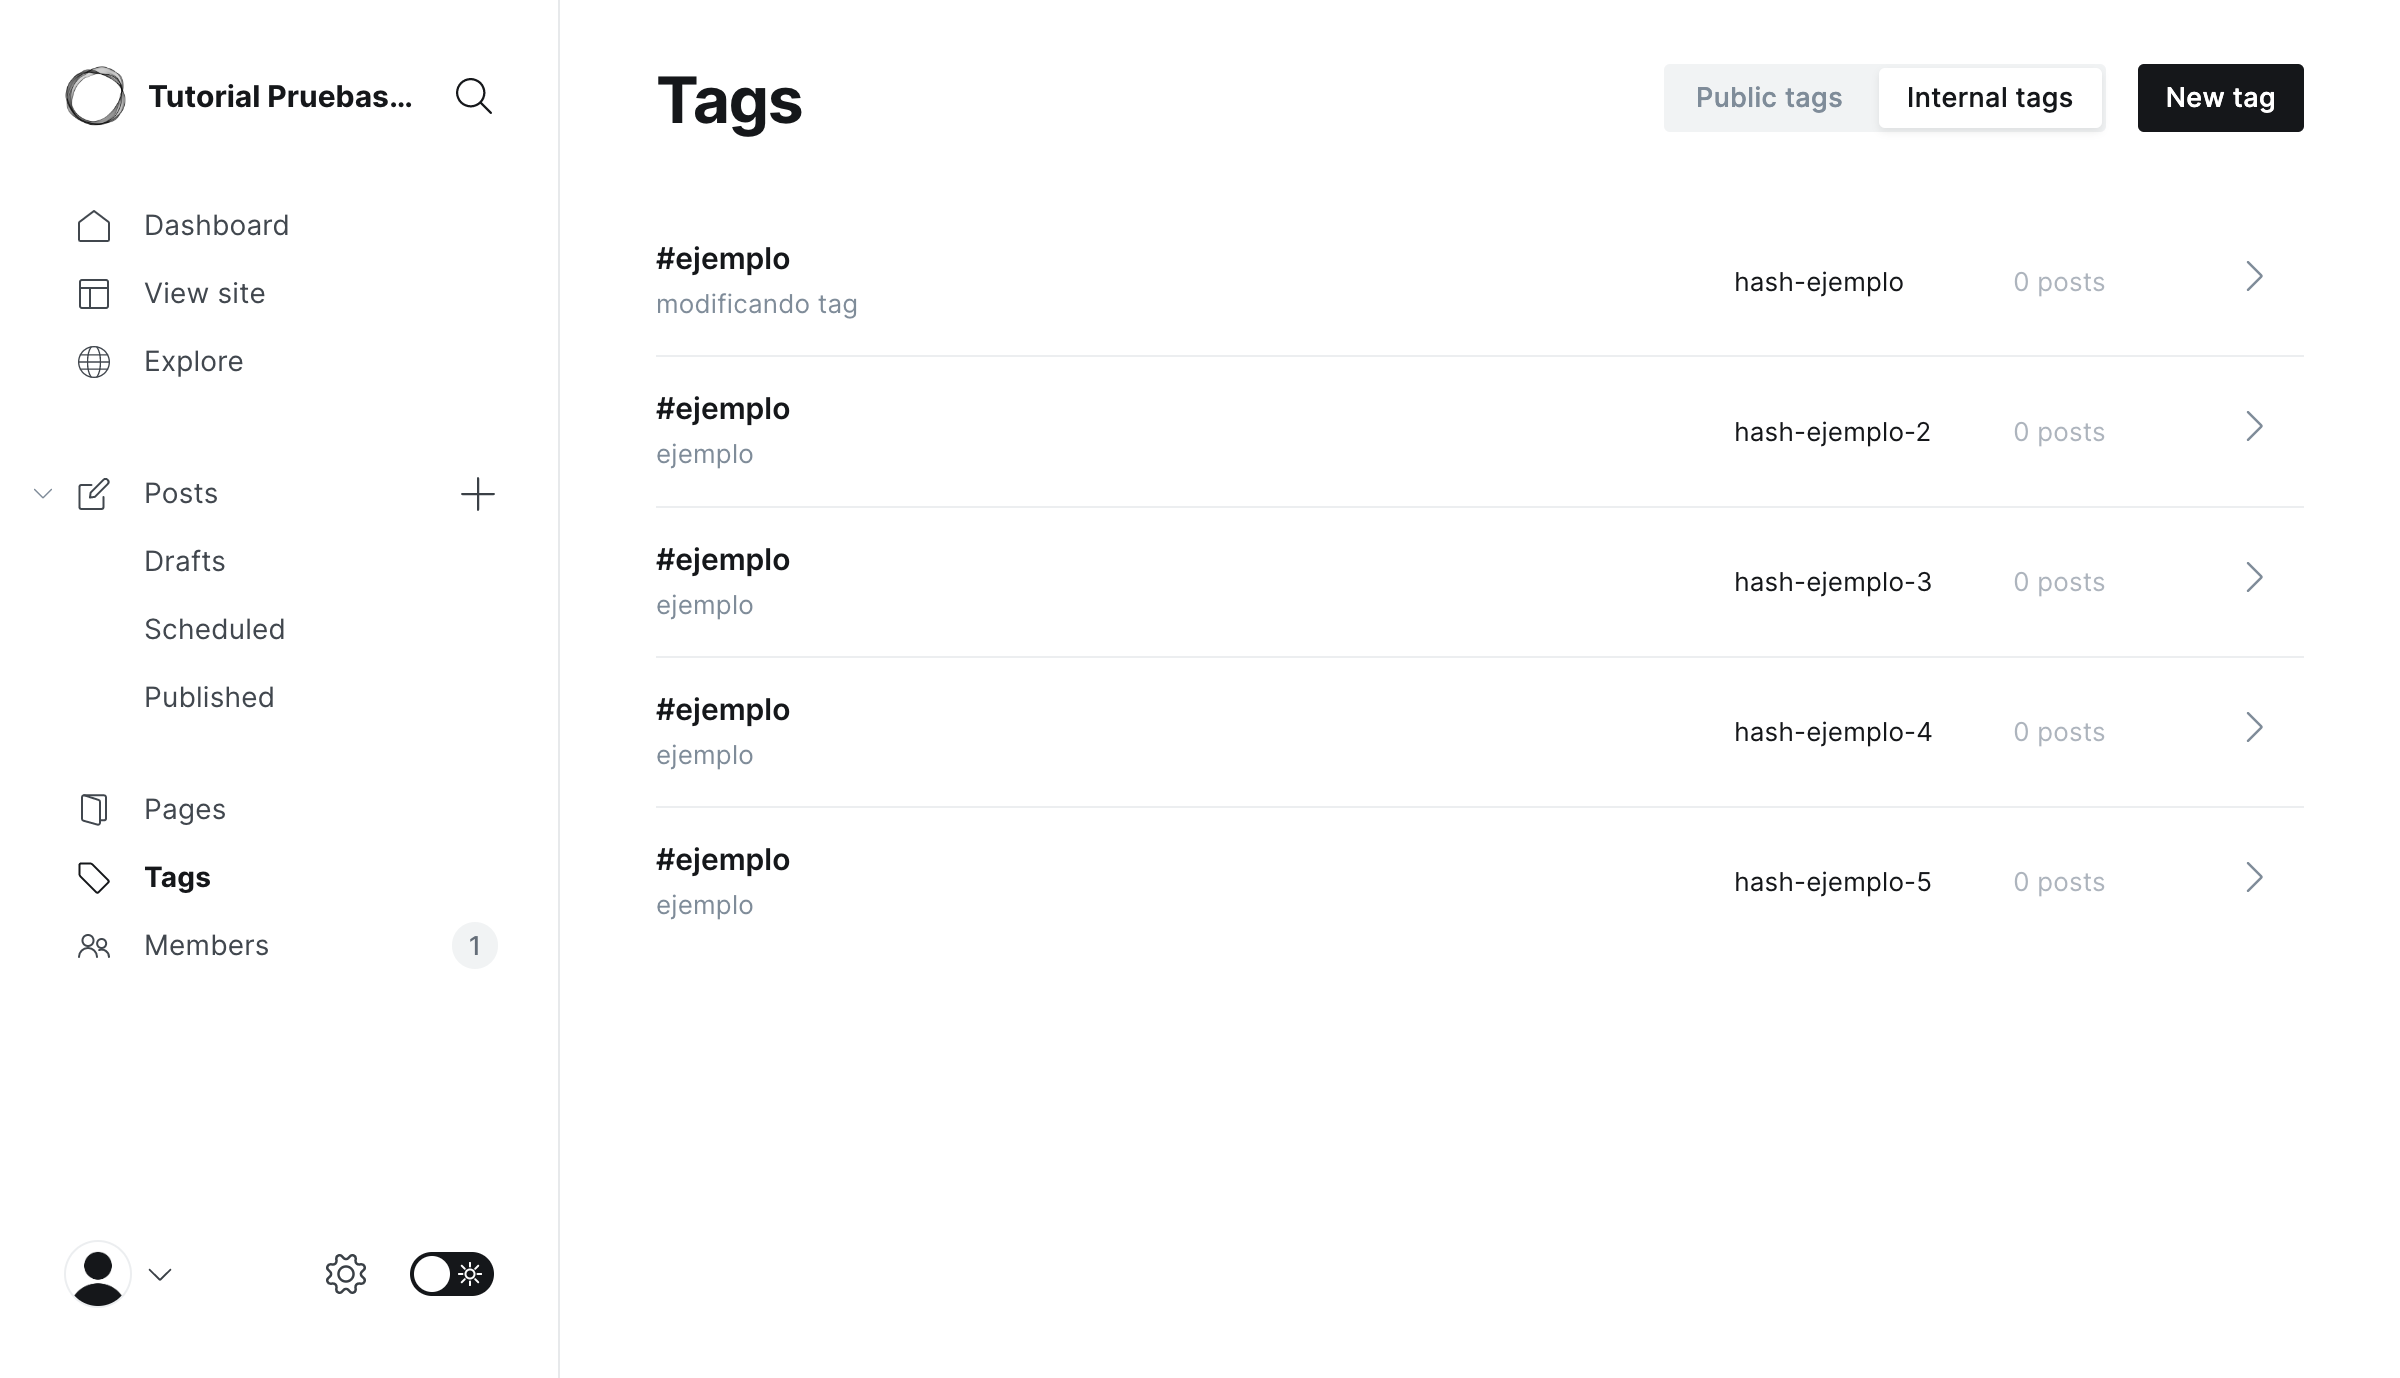 Tutorial Pruebas...
Dashboard
View site
Explore
Posts
Drafts
Scheduled
Published
Pages
Tags
Members 1
Tags
Public tags Internal tags New tag
#ejemplo
modificando tag
hash-ejemplo 0 posts
#ejemplo
ejemplo
hash-ejemplo-2 0 posts
#ejemplo
ejemplo
hash-ejemplo-3 0 posts
#ejemplo
ejemplo
hash-ejemplo-4 0 posts
#ejemplo
ejemplo
hash-ejemplo-5 0 posts